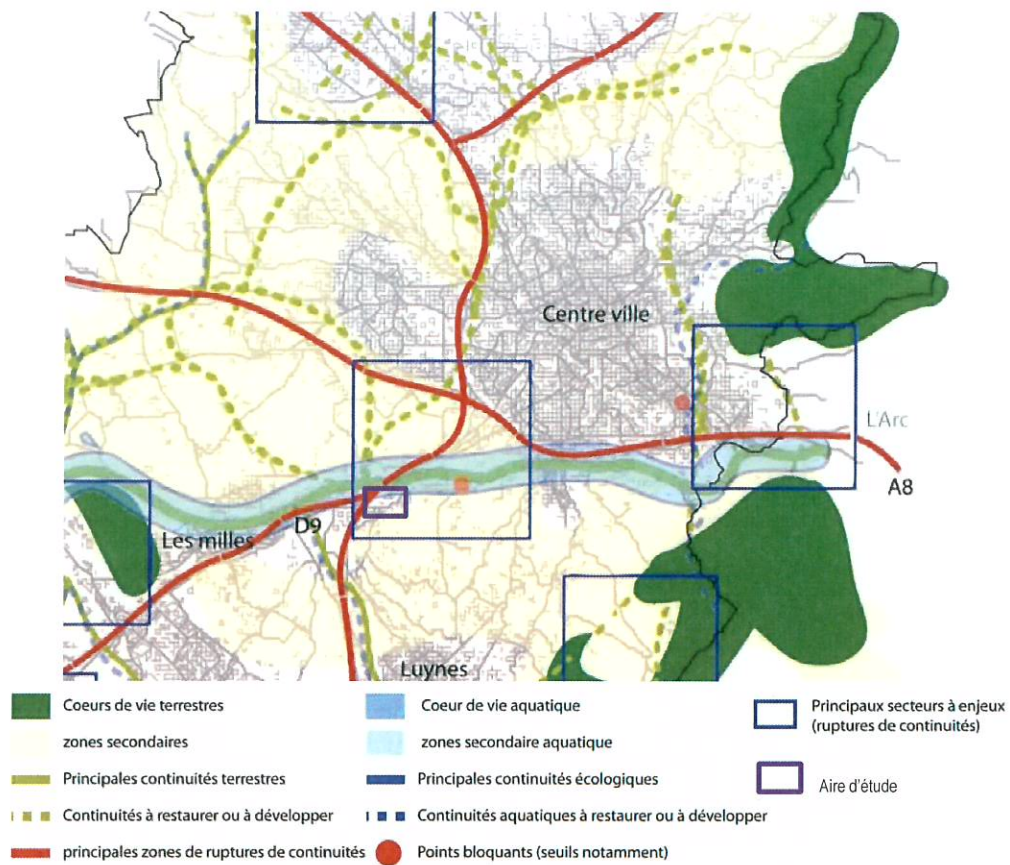 Centre ville
L'Arc
A8
D9
Les milles
Luynes
Coeurs de vie terrestres
Coeur de vie aquatique
Principaux secteurs à enjeux
(ruptures de continuités)
zones secondaires
zones secondaire aquatique
Principales continuités terrestres
Principales continuités écologiques
Aire d'étude
Continuités à restaurer ou à développer
Continuités aquatiques à restaurer ou à développer
principales zones de ruptures de continuités
Points bloquants (seuils notamment)